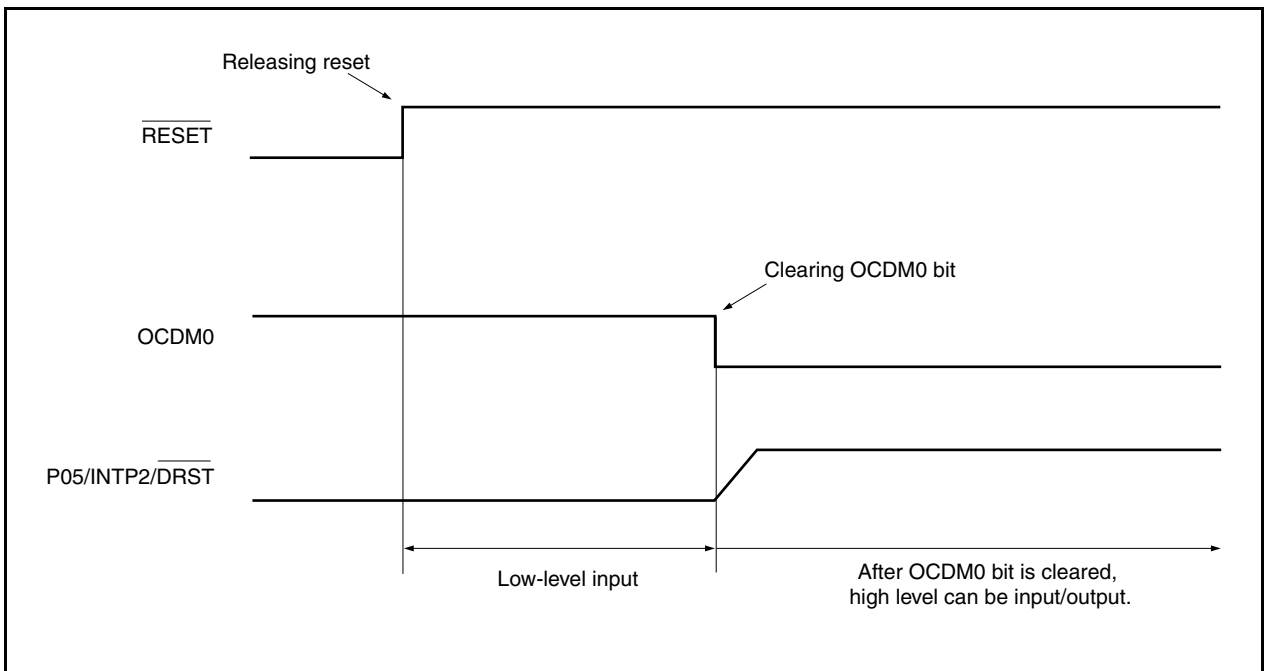 Releasing reset
RESET
Clearing OCDM0 bit
OCDM0
P05/INTP2/DRST
Low-level input
After OCDM0 bit is cleared,
high level can be input/output.